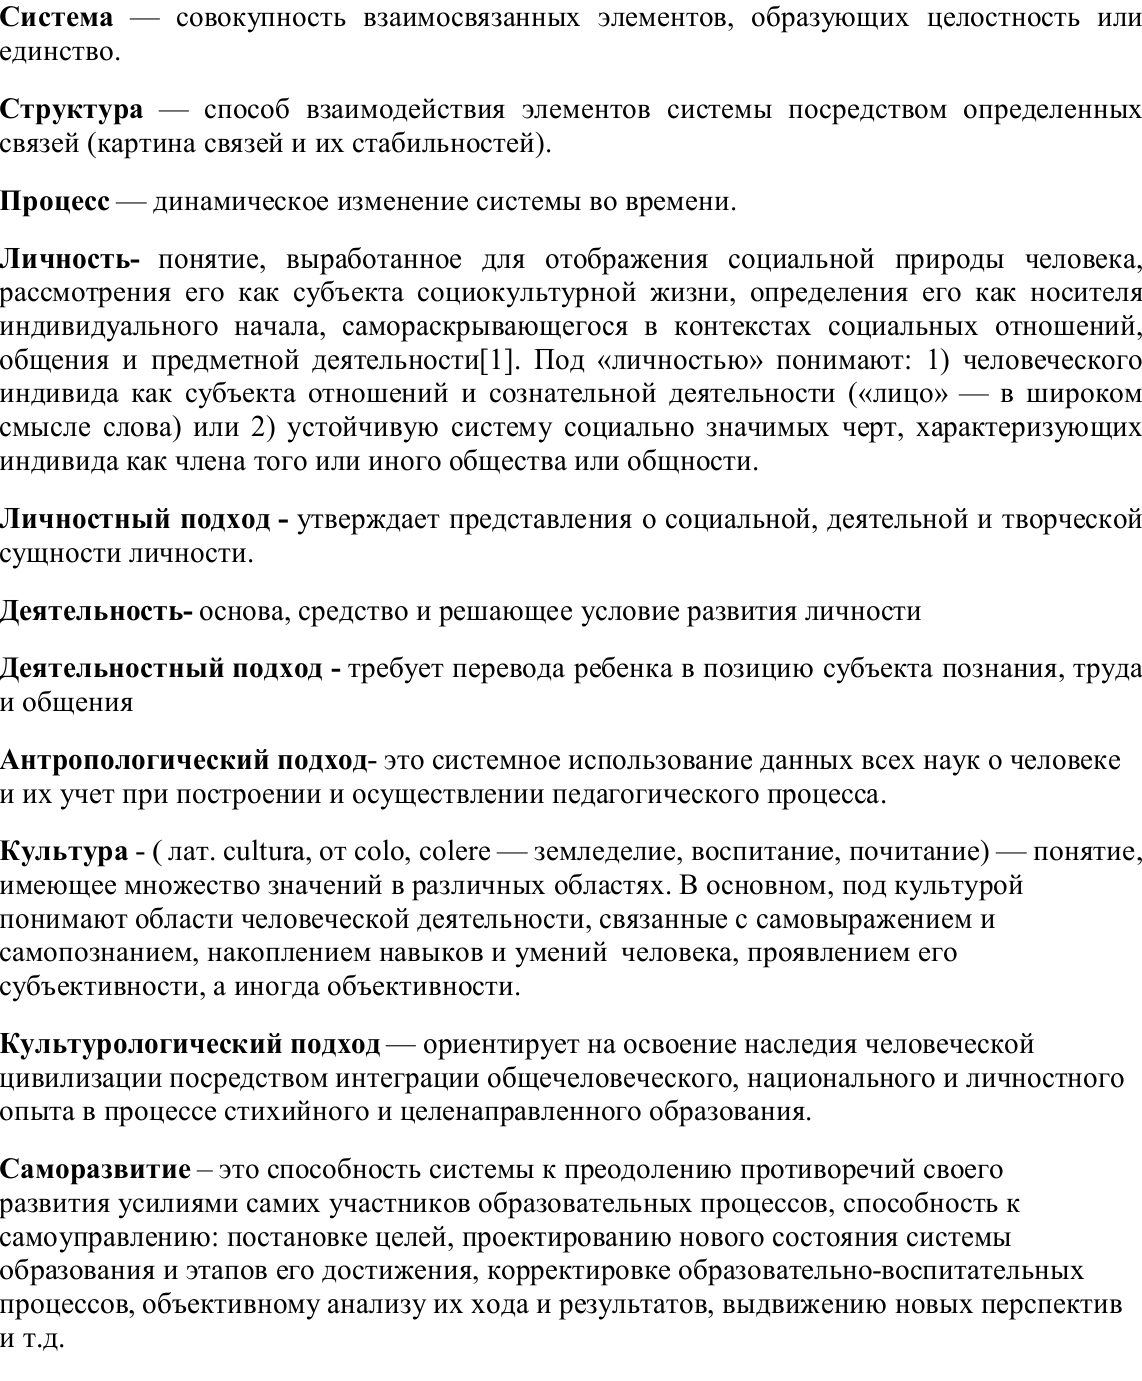 Система — совокупность взаимосвязанных элементов, образующих целостность или
единство.
Структура — способ взаимодействия элементов системы посредством определенных
связей (картина связей и их стабильностей).
Процесс — динамическое изменение системы во времени.
Личность- понятие, выработанное для отображения социальной природы человека,
рассмотрения его как субъекта социокультурной жизни, определения его как носителя
индивидуального начала, самораскрывающегося в контекстах социальных отношений,
общения и предметной деятельности[1]. Под «личностью» понимают: 1) человеческого
индивида как субъекта отношений и сознательной деятельности («лицо» — в широком
смысле слова) или 2) устойчивую систему социально значимых черт, характеризующих
индивида как члена того или иного общества или общности.
Личностный подход - утверждает представления о социальной, деятельной и творческой
сущности личности.
Деятельность- основа, средство и решающее условие развития личности
Деятельностный подход - требует перевода ребенка в позицию субъекта познания, труда
и общения
Антропологический подход- это системное использование данных всех наук о человеке
и их учет при построении и осуществлении педагогического процесса.
Культура - ( лат. cultura, от colo, colere — земледелие, воспитание, почитание) — понятие,
имеющее множество значений в различных областях. В основном, под культурой
понимают области человеческой деятельности, связанные с самовыражением и
самопознанием, накоплением навыков и умений  человека, проявлением его
субъективности, а иногда объективности.
Культурологический подход — ориентирует на освоение наследия человеческой
цивилизации посредством интеграции общечеловеческого, национального и личностного
опыта в процессе стихийного и целенаправленного образования.
Саморазвитие – это способность системы к преодолению противоречий своего
развития усилиями самих участников образовательных процессов, способность к
самоуправлению: постановке целей, проектированию нового состояния системы
образования и этапов его достижения, корректировке образовательно-воспитательных
процессов, объективному анализу их хода и результатов, выдвижению новых перспектив
и т.д.